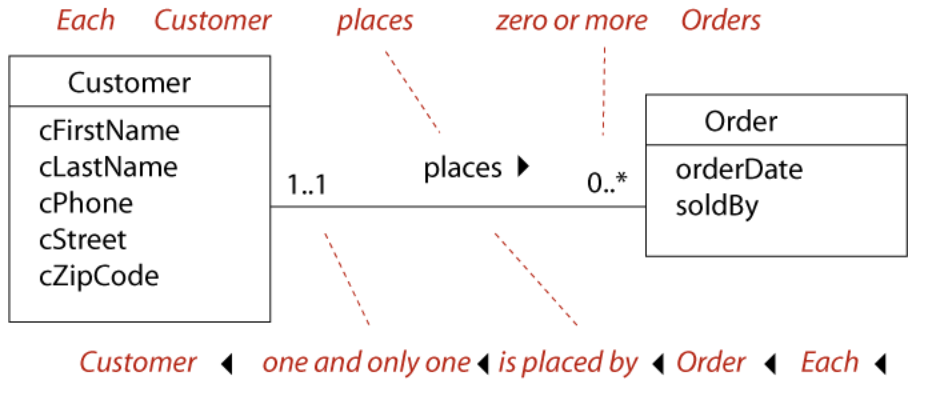 Each Customer places zero or more Orders
Customer
cFirstName
cLastName
cPhone
cStreet
cZipCode
1..1
places ▶
0..*
Order
orderDate
soldBy
Customer ◀ one and only one ◀ is placed by ◀ Order ◀ Each ◀